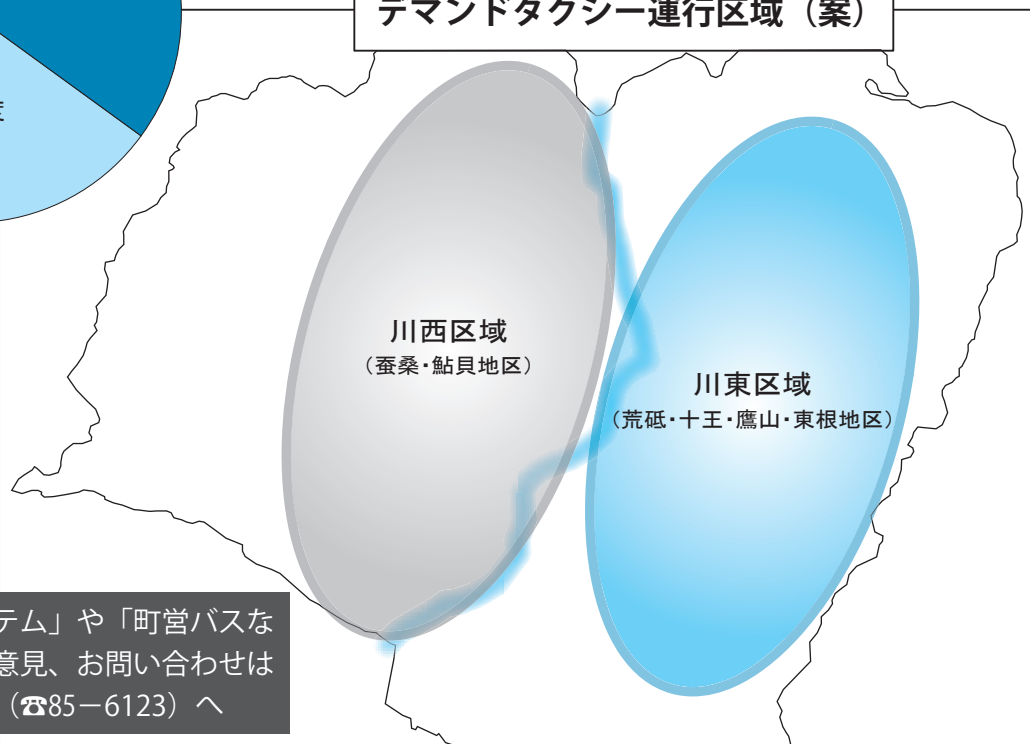 デマンドタクシー運行区域（案）
川西区域
（蚕桑・鮎貝地区）
川東区域
（荒砥・十王・鷹山・東根地区）
テム」や「町営バスな
意見、お問い合わせは
（☎85－6123）へ